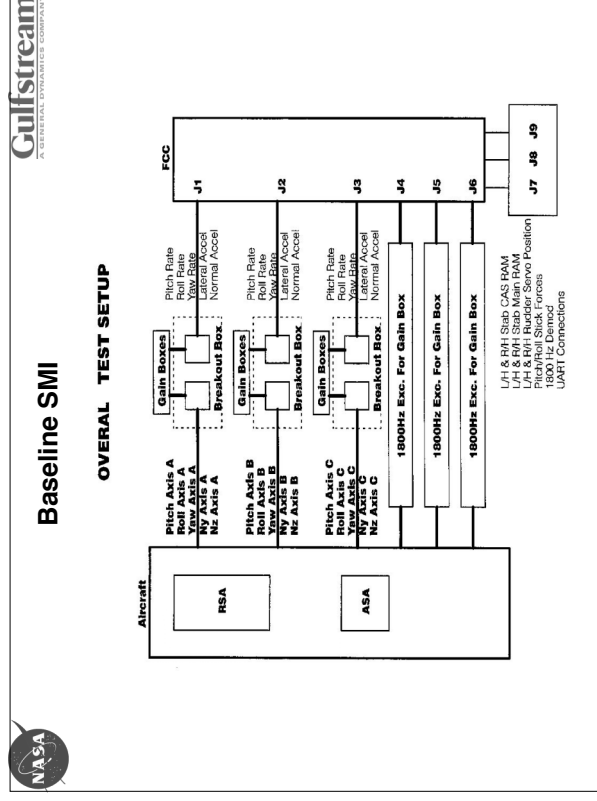 NASA
Gulfstream
A GENERAL DYNAMICS COMPANY
Baseline SMI
OVERAL TEST SETUP
Aircraft
RSA
ASA
Pitch Axis A
Roll Axis A
Yaw Axis A
Ny Axis A
Nz Axis A
Gain Boxes
Breakout Box
Pitch Rate
Roll Rate
Yaw Rate
Lateral Accel
Normal Accel
Pitch Axis B
Roll Axis B
Yaw Axis B
Ny Axis B
Nz Axis B
Gain Boxes
Breakout Box
Pitch Rate
Roll Rate
Yaw Rate
Lateral Accel
Normal Accel
Pitch Axis C
Roll Axis C
Yaw Axis C
Ny Axis C
Nz Axis C
Gain Boxes
Breakout Box
Pitch Rate
Roll Rate
Yaw Rate
Lateral Accel
Normal Accel
1800Hz Exc. For Gain Box
1800Hz Exc. For Gain Box
1800Hz Exc. For Gain Box
FCC
J1
J2
J3
J4
J5
J6
J7 J8 J9
L/H & R/H Stab CAS RAM
L/H & R/H Stab Main RAM
L/H & R/H Rudder Servo Position
Pitch/Roll Stick Forces
1800 Hz Demod
UART Connections